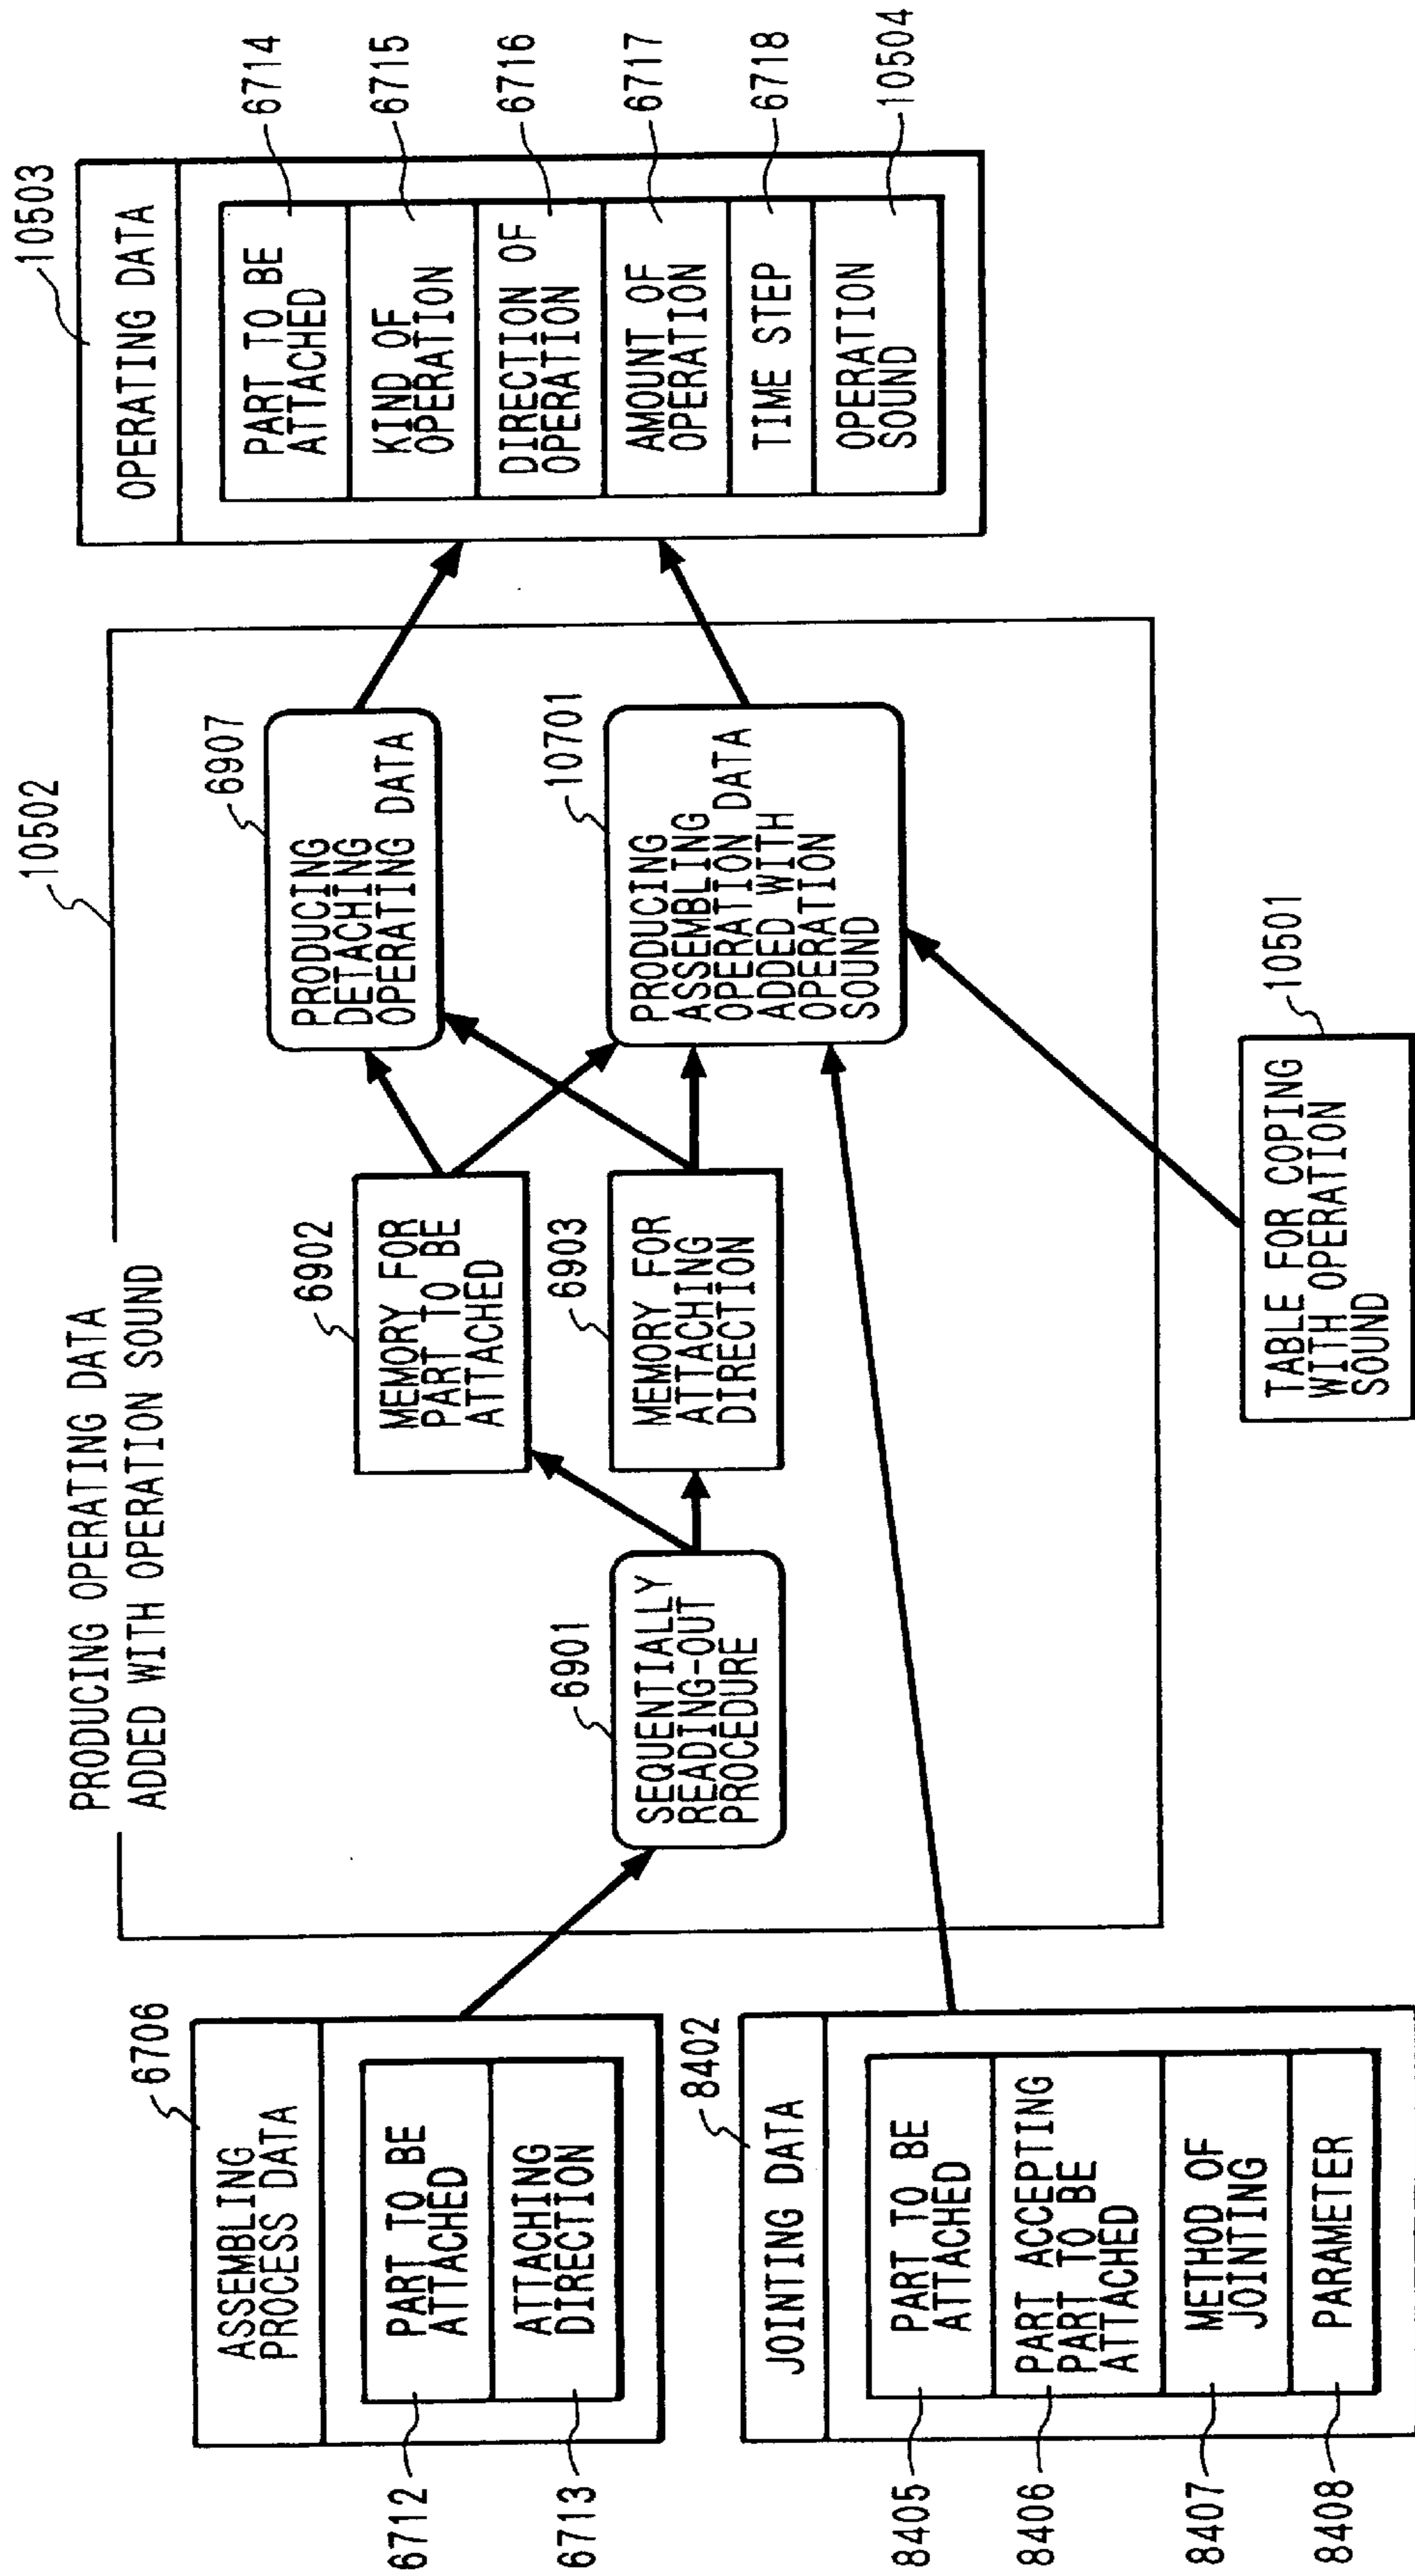 PRODUCING OPERATING DATA
ADDED WITH OPERATION SOUND
10502
10503
6706
ASSEMBLING
PROCESS DATA
6712
PART TO BE
ATTACHED
6713
ATTACHING
DIRECTION
8402
JOINTING DATA
8405
PART TO BE
ATTACHED
8406
PART ACCEPTING
PART TO BE
ATTACHED
8407
METHOD OF
JOINTING
8408
PARAMETER
6901
SEQUENTIALLY
READING-OUT
PROCEDURE
6902
MEMORY FOR
PART TO BE
ATTACHED
6903
MEMORY FOR
ATTACHING
DIRECTION
6907
PRODUCING
DETACHING
OPERATING DATA
10701
PRODUCING
ASSEMBLING
OPERATION DATA
ADDED WITH
OPERATION
SOUND
10501
TABLE FOR COPING
WITH OPERATION
SOUND
OPERATING DATA
PART TO BE
ATTACHED
6714
KIND OF
OPERATION
6715
DIRECTION OF
OPERATION
6716
AMOUNT OF
OPERATION
6717
TIME STEP
6718
OPERATION
SOUND
10504